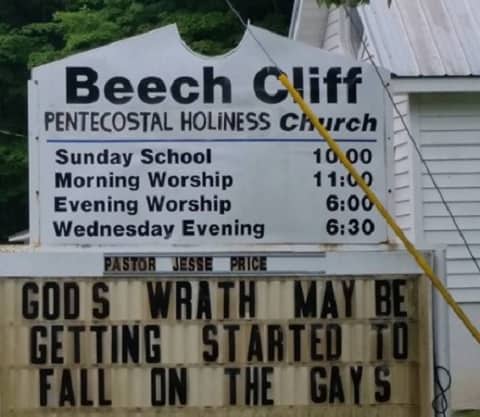 Beech Cliff
PENTECOSTAL HOLINESS Church
Sunday School 10:00
Morning Worship 11:00
Evening Worship 6:00
Wednesday Evening 6:30
PASTOR JESSE PRICE
GODS WRATH MAY BE
GETTING STARTED TO
FALL ON THE GAYS